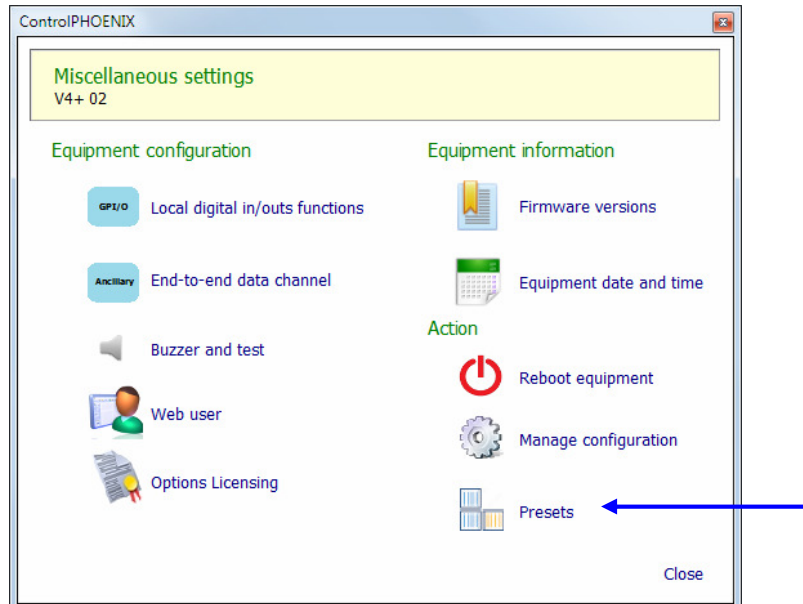 ControlPHOENIX
Miscellaneous settings
V4+ 02
Equipment configuration
GPI/O
Local digital in/outs functions
Ancillary
End-to-end data channel
Buzzer and test
Web user
Options Licensing
Equipment information
Firmware versions
Equipment date and time
Action
Reboot equipment
Manage configuration
Presets
Close